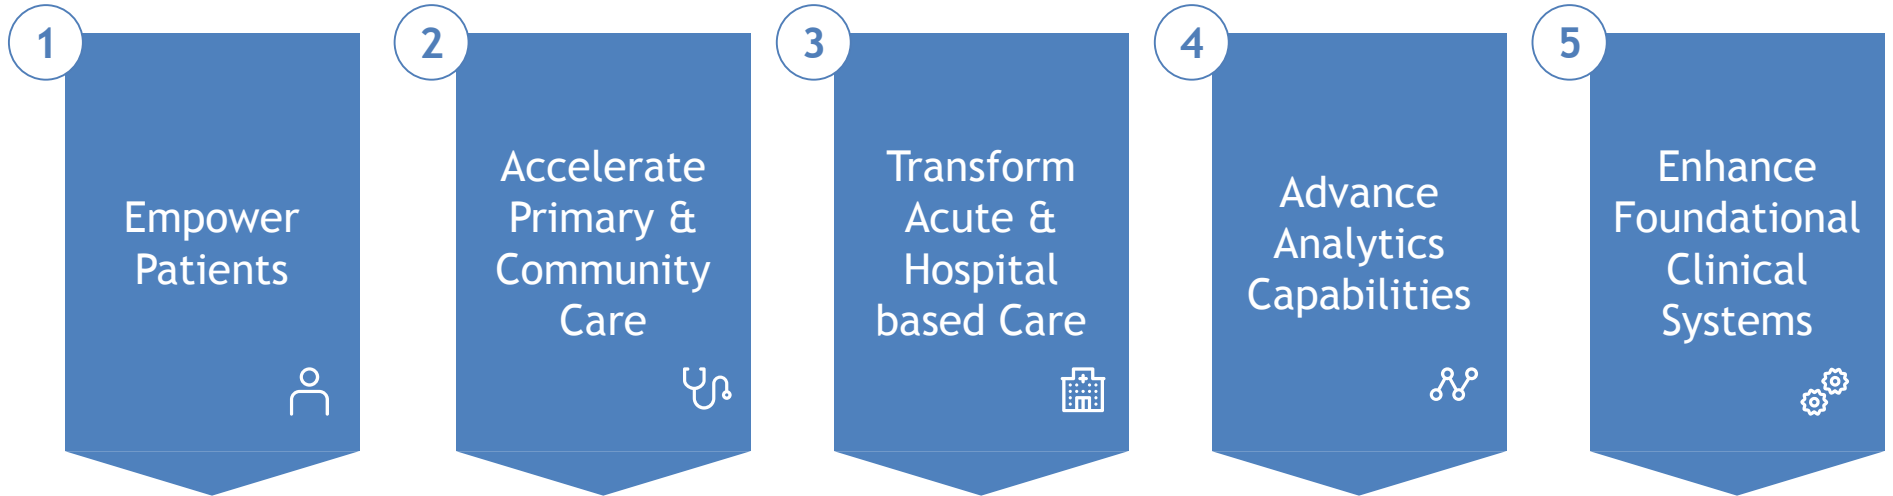 1
Empower
Patients
2
Accelerate
Primary &
Community
Care
3
Transform
Acute &
Hospital
based Care
4
Advance
Analytics
Capabilities
5
Enhance
Foundational
Clinical
Systems